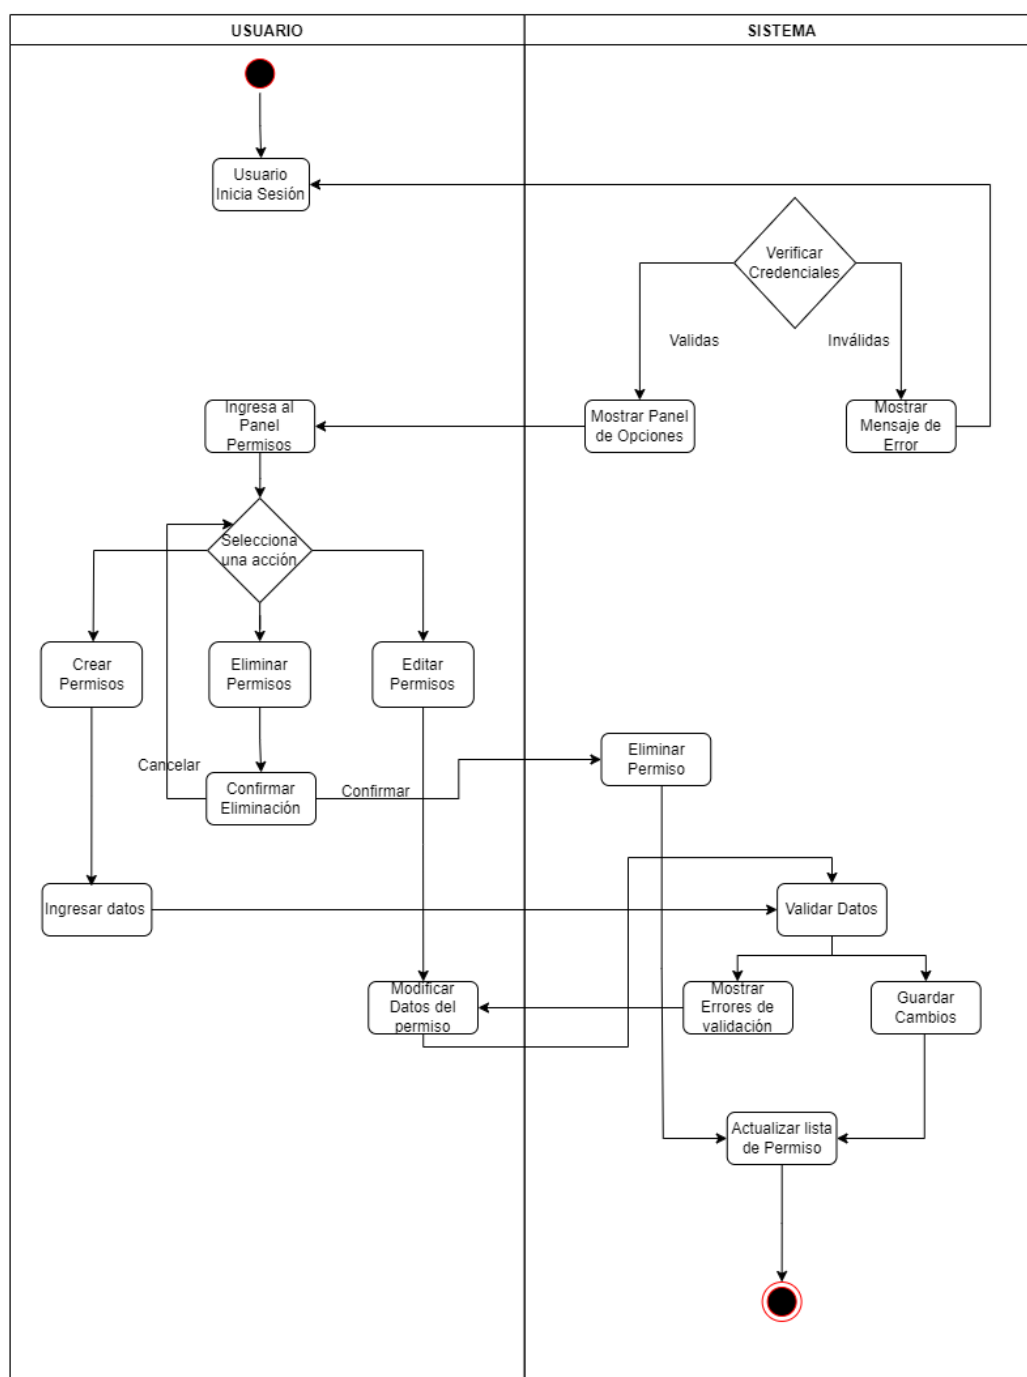 USUARIO
SISTEMA
Usuario
Inicia Sesión
Verificar
Credenciales
Validas
Inválidas
Ingresa al
Panel
Permisos
Mostrar Panel
de Opciones
Mostrar
Mensaje de
Error
Selecciona
una acción
Crear
Permisos
Eliminar
Permisos
Editar
Permisos
Eliminar
Permiso
Cancelar
Confirmar
Eliminación
Confirmar
Ingresar datos
Validar Datos
Modificar
Datos del
permiso
Mostrar
Errores de
validación
Guardar
Cambios
Actualizar lista
de Permiso